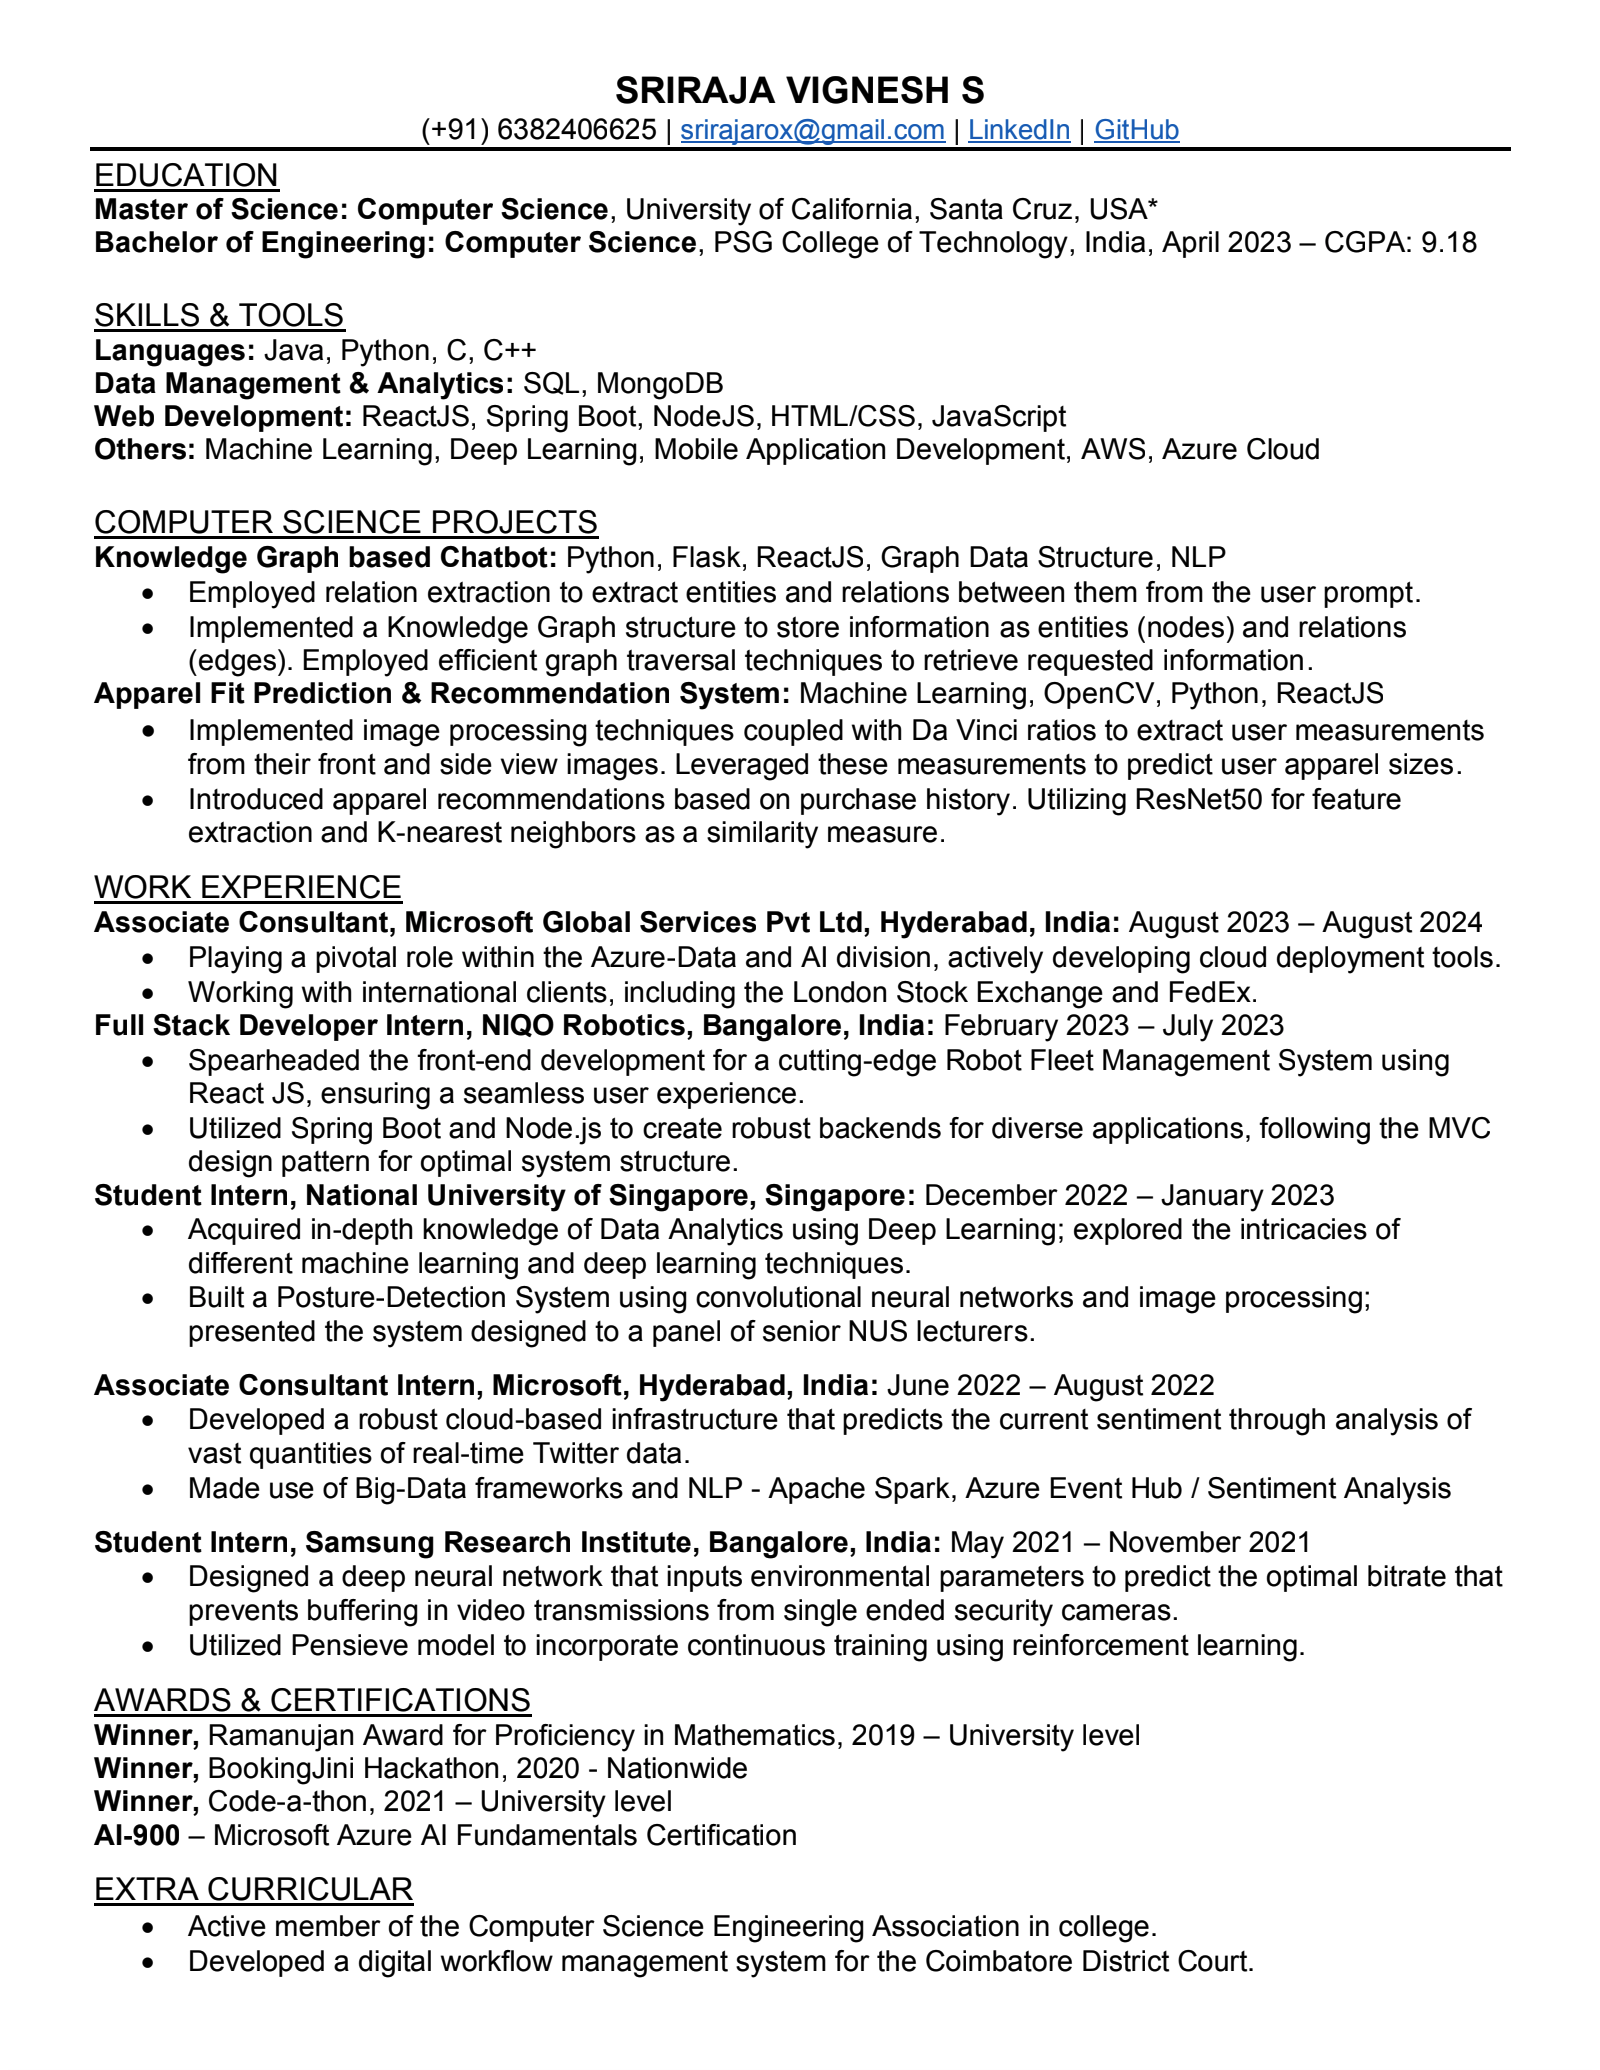 SRIRAJA VIGNESH S
(+91) 6382406625 | srirajarox@gmail.com | LinkedIn | GitHub
EDUCATION
Master of Science: Computer Science, University of California, Santa Cruz, USA*
Bachelor of Engineering: Computer Science, PSG College of Technology, India, April 2023 – CGPA: 9.18
SKILLS & TOOLS
Languages: Java, Python, C, C++
Data Management & Analytics: SQL, MongoDB
Web Development: ReactJS, Spring Boot, NodeJS, HTML/CSS, JavaScript
Others: Machine Learning, Deep Learning, Mobile Application Development, AWS, Azure Cloud
COMPUTER SCIENCE PROJECTS
Knowledge Graph based Chatbot: Python, Flask, ReactJS, Graph Data Structure, NLP
• Employed relation extraction to extract entities and relations between them from the user prompt.
• Implemented a Knowledge Graph structure to store information as entities (nodes) and relations
(edges). Employed efficient graph traversal techniques to retrieve requested information.
Apparel Fit Prediction & Recommendation System: Machine Learning, OpenCV, Python, ReactJS
• Implemented image processing techniques coupled with Da Vinci ratios to extract user measurements
from their front and side view images. Leveraged these measurements to predict user apparel sizes.
• Introduced apparel recommendations based on purchase history. Utilizing ResNet50 for feature
extraction and K-nearest neighbors as a similarity measure.
WORK EXPERIENCE
Associate Consultant, Microsoft Global Services Pvt Ltd, Hyderabad, India: August 2023 – August 2024
• Playing a pivotal role within the Azure-Data and AI division, actively developing cloud deployment tools.
• Working with international clients, including the London Stock Exchange and FedEx.
Full Stack Developer Intern, NIQO Robotics, Bangalore, India: February 2023 – July 2023
• Spearheaded the front-end development for a cutting-edge Robot Fleet Management System using
React JS, ensuring a seamless user experience.
• Utilized Spring Boot and Node.js to create robust backends for diverse applications, following the MVC
design pattern for optimal system structure.
Student Intern, National University of Singapore, Singapore: December 2022 – January 2023
• Acquired in-depth knowledge of Data Analytics using Deep Learning; explored the intricacies of
different machine learning and deep learning techniques.
• Built a Posture-Detection System using convolutional neural networks and image processing;
presented the system designed to a panel of senior NUS lecturers.
Associate Consultant Intern, Microsoft, Hyderabad, India: June 2022 – August 2022
• Developed a robust cloud-based infrastructure that predicts the current sentiment through analysis of
vast quantities of real-time Twitter data.
• Made use of Big-Data frameworks and NLP - Apache Spark, Azure Event Hub / Sentiment Analysis
Student Intern, Samsung Research Institute, Bangalore, India: May 2021 – November 2021
• Designed a deep neural network that inputs environmental parameters to predict the optimal bitrate that
prevents buffering in video transmissions from single ended security cameras.
• Utilized Pensieve model to incorporate continuous training using reinforcement learning.
AWARDS & CERTIFICATIONS
Winner, Ramanujan Award for Proficiency in Mathematics, 2019 – University level
Winner, BookingJini Hackathon, 2020 - Nationwide
Winner, Code-a-thon, 2021 – University level
AI-900 – Microsoft Azure AI Fundamentals Certification
EXTRA CURRICULAR
• Active member of the Computer Science Engineering Association in college.
• Developed a digital workflow management system for the Coimbatore District Court.